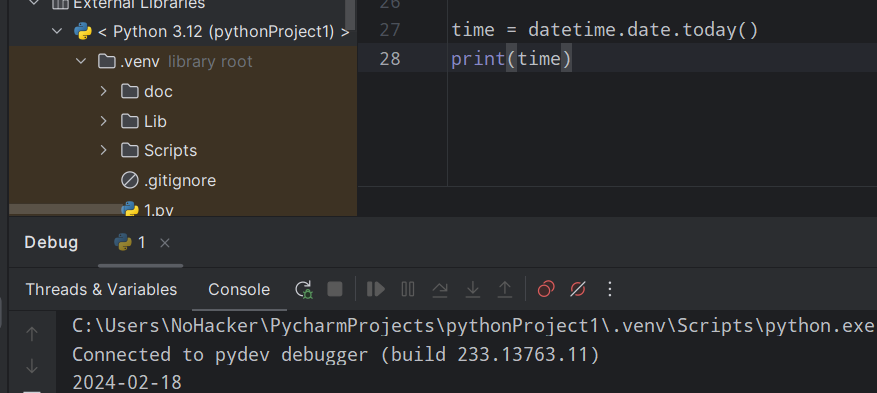 External Libraries
< Python 3.12 (pythonProject1) >
.venv library root
doc
Lib
Scripts
.gitignore
1.py
26
27 time = datetime.date.today()
28 print(time)
Debug 1
Threads & Variables Console
C:\Users\NoHacker\PycharmProjects\pythonProject1\.venv\Scripts\python.exe
Connected to pydev debugger (build 233.13763.11)
2024-02-18